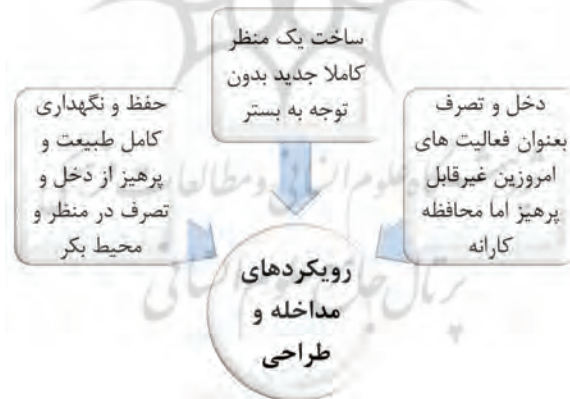 ساخت یک منظر
کاملا جدید بدون
توجه به بستر
دخل و تصرف
بعنوان فعالیت های
امروزین غیرقابل
پرهیز اما محافظه
کارانه
حفظ و نگهداری
کامل طبیعت و
پرهیز از دخل و
تصرف در منظر و
محیط بکر
رویکردهای
مداخله و
طراحی